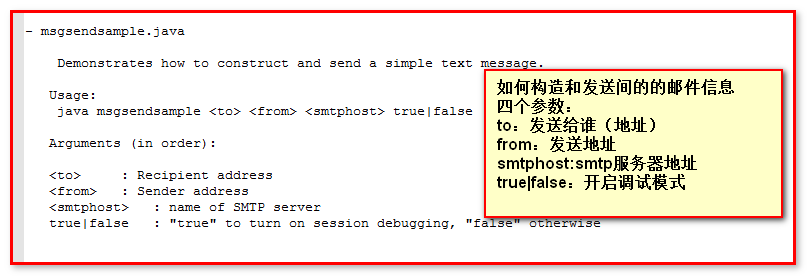 - msgsendsample.java
Demonstrates how to construct and send a simple text message.
Usage:
java msgsendsample <to> <from> <smtphost> true|false
Arguments (in order):
<to> : Recipient address
<from> : Sender address
<smtphost> : name of SMTP server
true|false : "true" to turn on session debugging, "false" otherwise
如何构造和发送间的的邮件信息
四个参数：
to：发送给谁（地址）
from：发送地址
smtphost:smtp服务器地址
true|false：开启调试模式